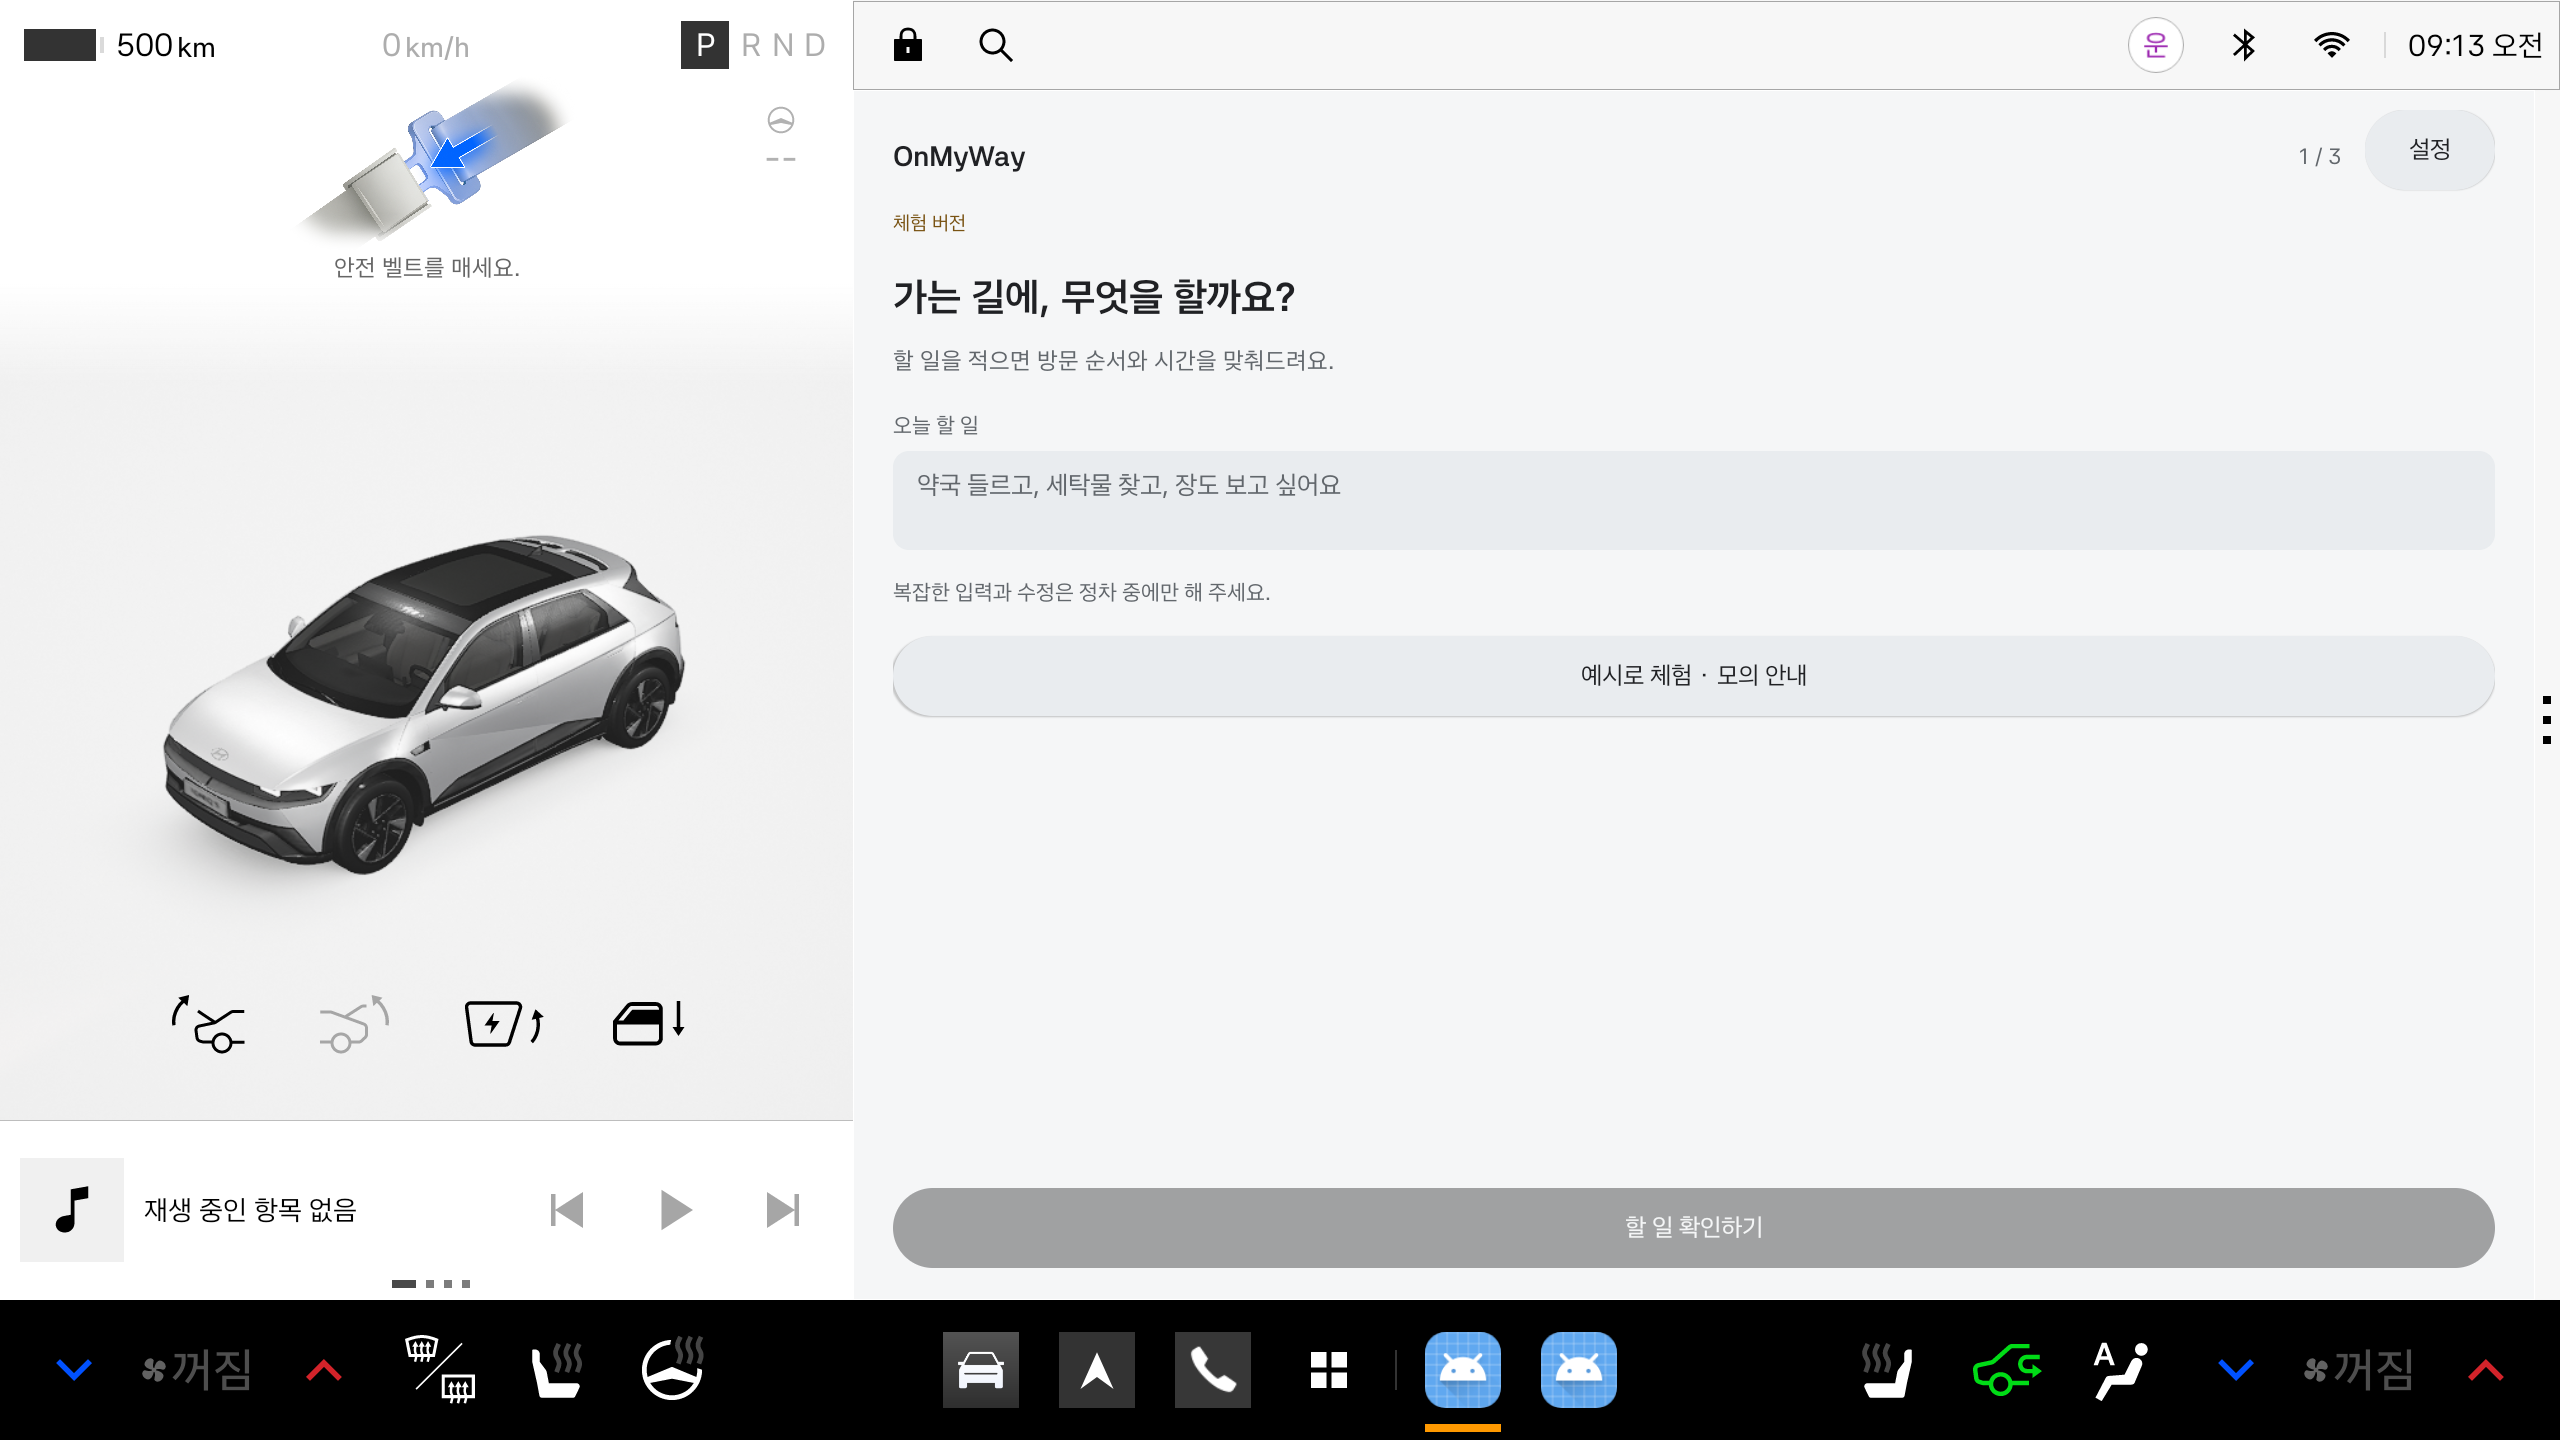 500 km
0 km/h
P R N D
안전 벨트를 매세요.
재생 중인 항목 없음
운
09:13 오전
OnMyWay
1 / 3
설정
체험 버전
가는 길에, 무엇을 할까요?
할 일을 적으면 방문 순서와 시간을 맞춰드려요.
오늘 할 일
약국 들르고, 세탁물 찾고, 장도 보고 싶어요
복잡한 입력과 수정은 정차 중에만 해 주세요.
예시로 체험 · 모의 안내
할 일 확인하기
꺼짐
A
꺼짐